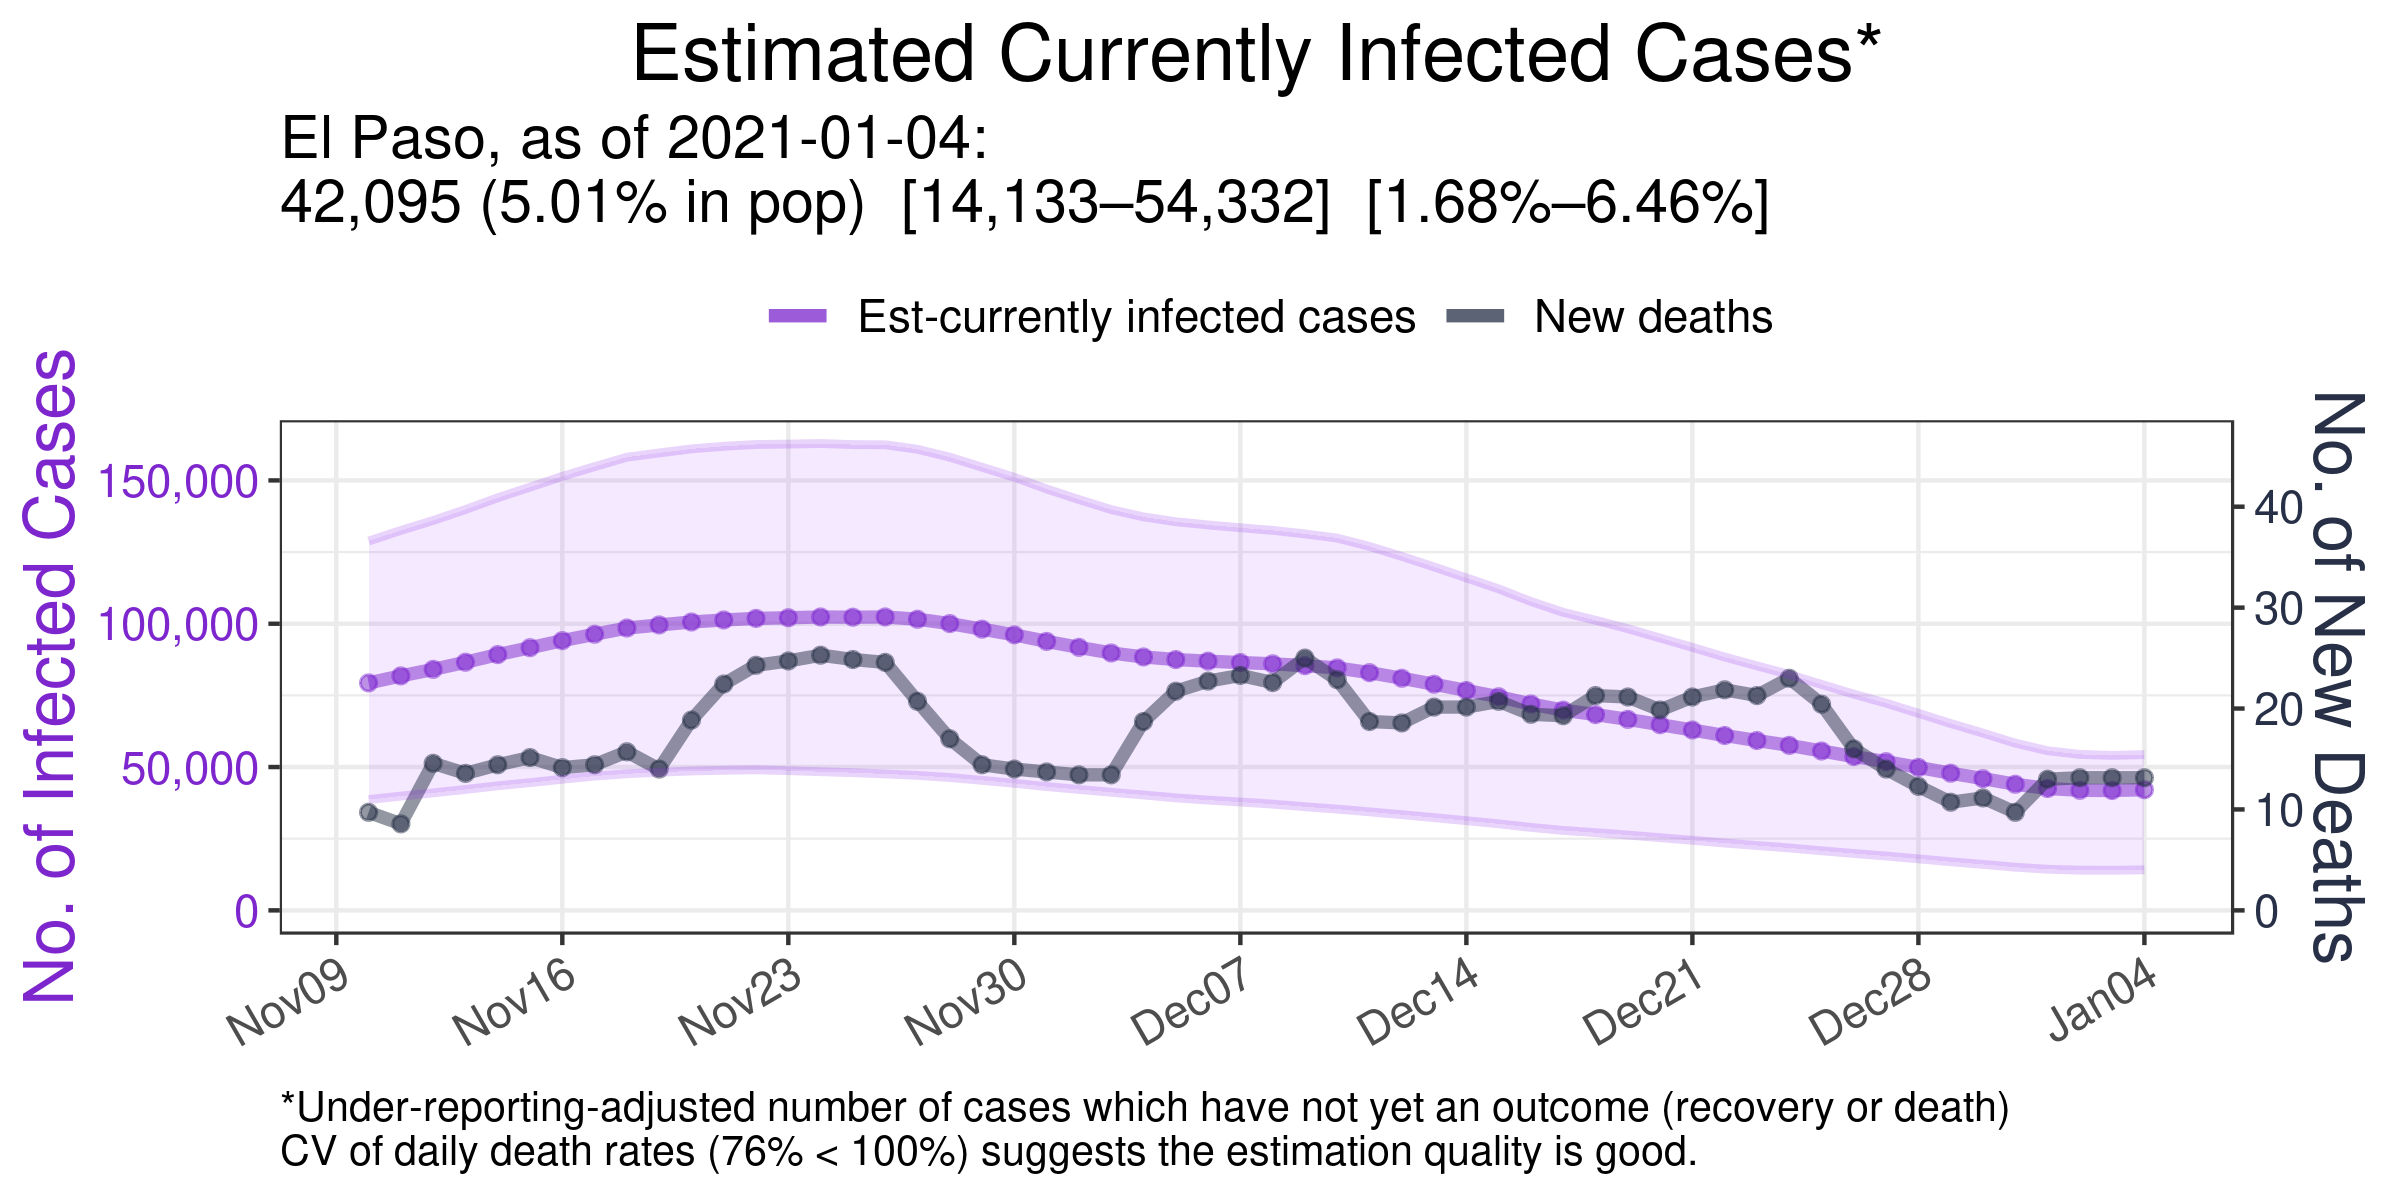 Estimated Currently Infected Cases*
El Paso, as of 2021-01-04:
42,095 (5.01% in pop)  [14,133–54,332]  [1.68%–6.46%]
Est-currently infected cases
New deaths
No. of Infected Cases
150,000
100,000
50,000
0
No. of New Deaths
40
30
20
10
0
Nov09
Nov16
Nov23
Nov30
Dec07
Dec14
Dec21
Dec28
Jan04
*Under-reporting-adjusted number of cases which have not yet an outcome (recovery or death)
CV of daily death rates (76% < 100%) suggests the estimation quality is good.